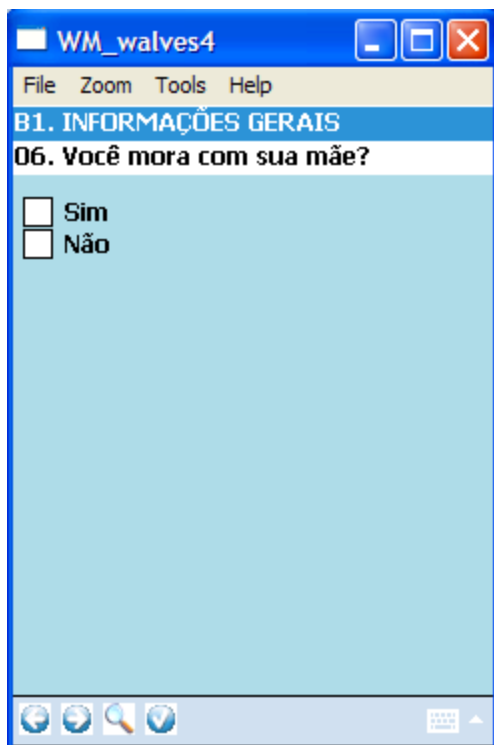 WM_walves4
File Zoom Tools Help
B1. INFORMAÇÕES GERAIS
06. Você mora com sua mãe?
Sim
Não